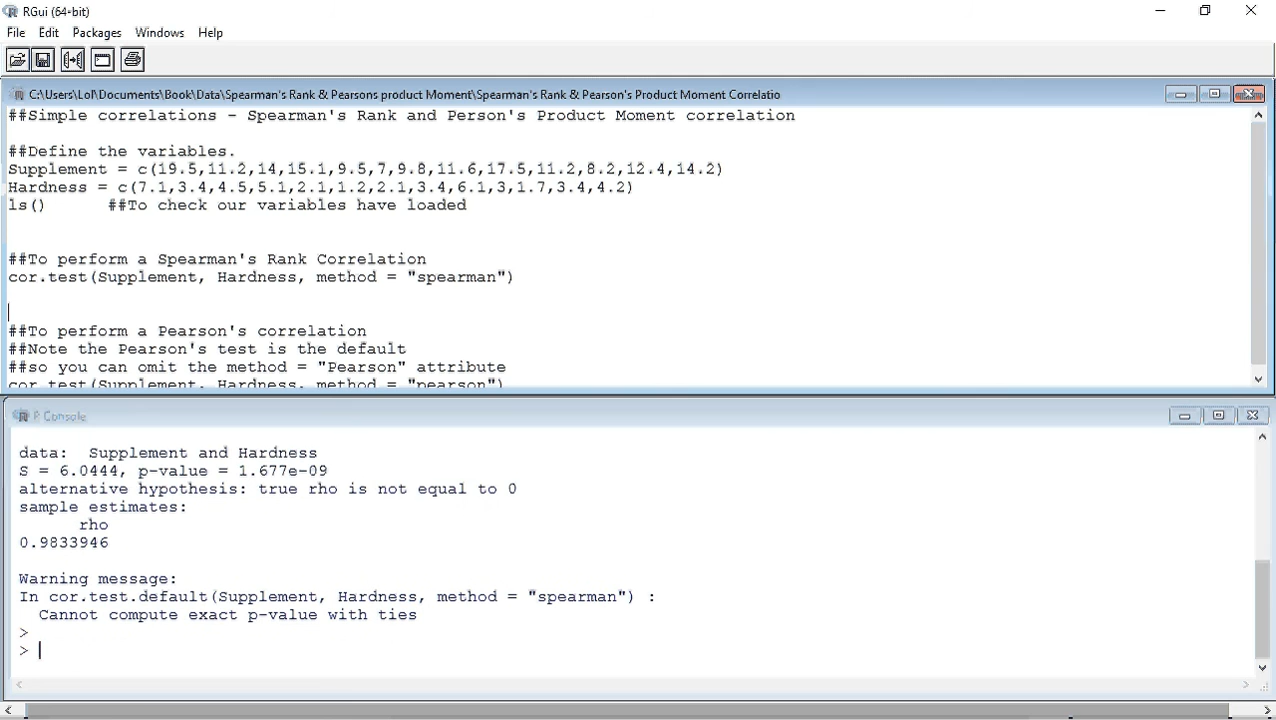 RGui (64-bit)
File Edit Packages Windows Help
C:\Users\Lol\Documents\Book\Data\Spearman's Rank & Pearsons product Moment\Spearman's Rank & Pearson's Product Moment Correlatio
##Simple correlations - Spearman's Rank and Person's Product Moment correlation
##Define the variables.
Supplement = c(19.5,11.2,14,15.1,9.5,7,9.8,11.6,17.5,11.2,8.2,12.4,14.2)
Hardness = c(7.1,3.4,4.5,5.1,2.1,1.2,2.1,3.4,6.1,3,1.7,3.4,4.2)
ls() ##To check our variables have loaded
##To perform a Spearman's Rank Correlation
cor.test(Supplement, Hardness, method = "spearman")
##To perform a Pearson's correlation
##Note the Pearson's test is the default
##so you can omit the method = "Pearson" attribute
cor.test(Supplement, Hardness, method = "pearson")
R Console
data: Supplement and Hardness
S = 6.0444, p-value = 1.677e-09
alternative hypothesis: true rho is not equal to 0
sample estimates:
rho
0.9833946
Warning message:
In cor.test.default(Supplement, Hardness, method = "spearman") :
Cannot compute exact p-value with ties
>
>